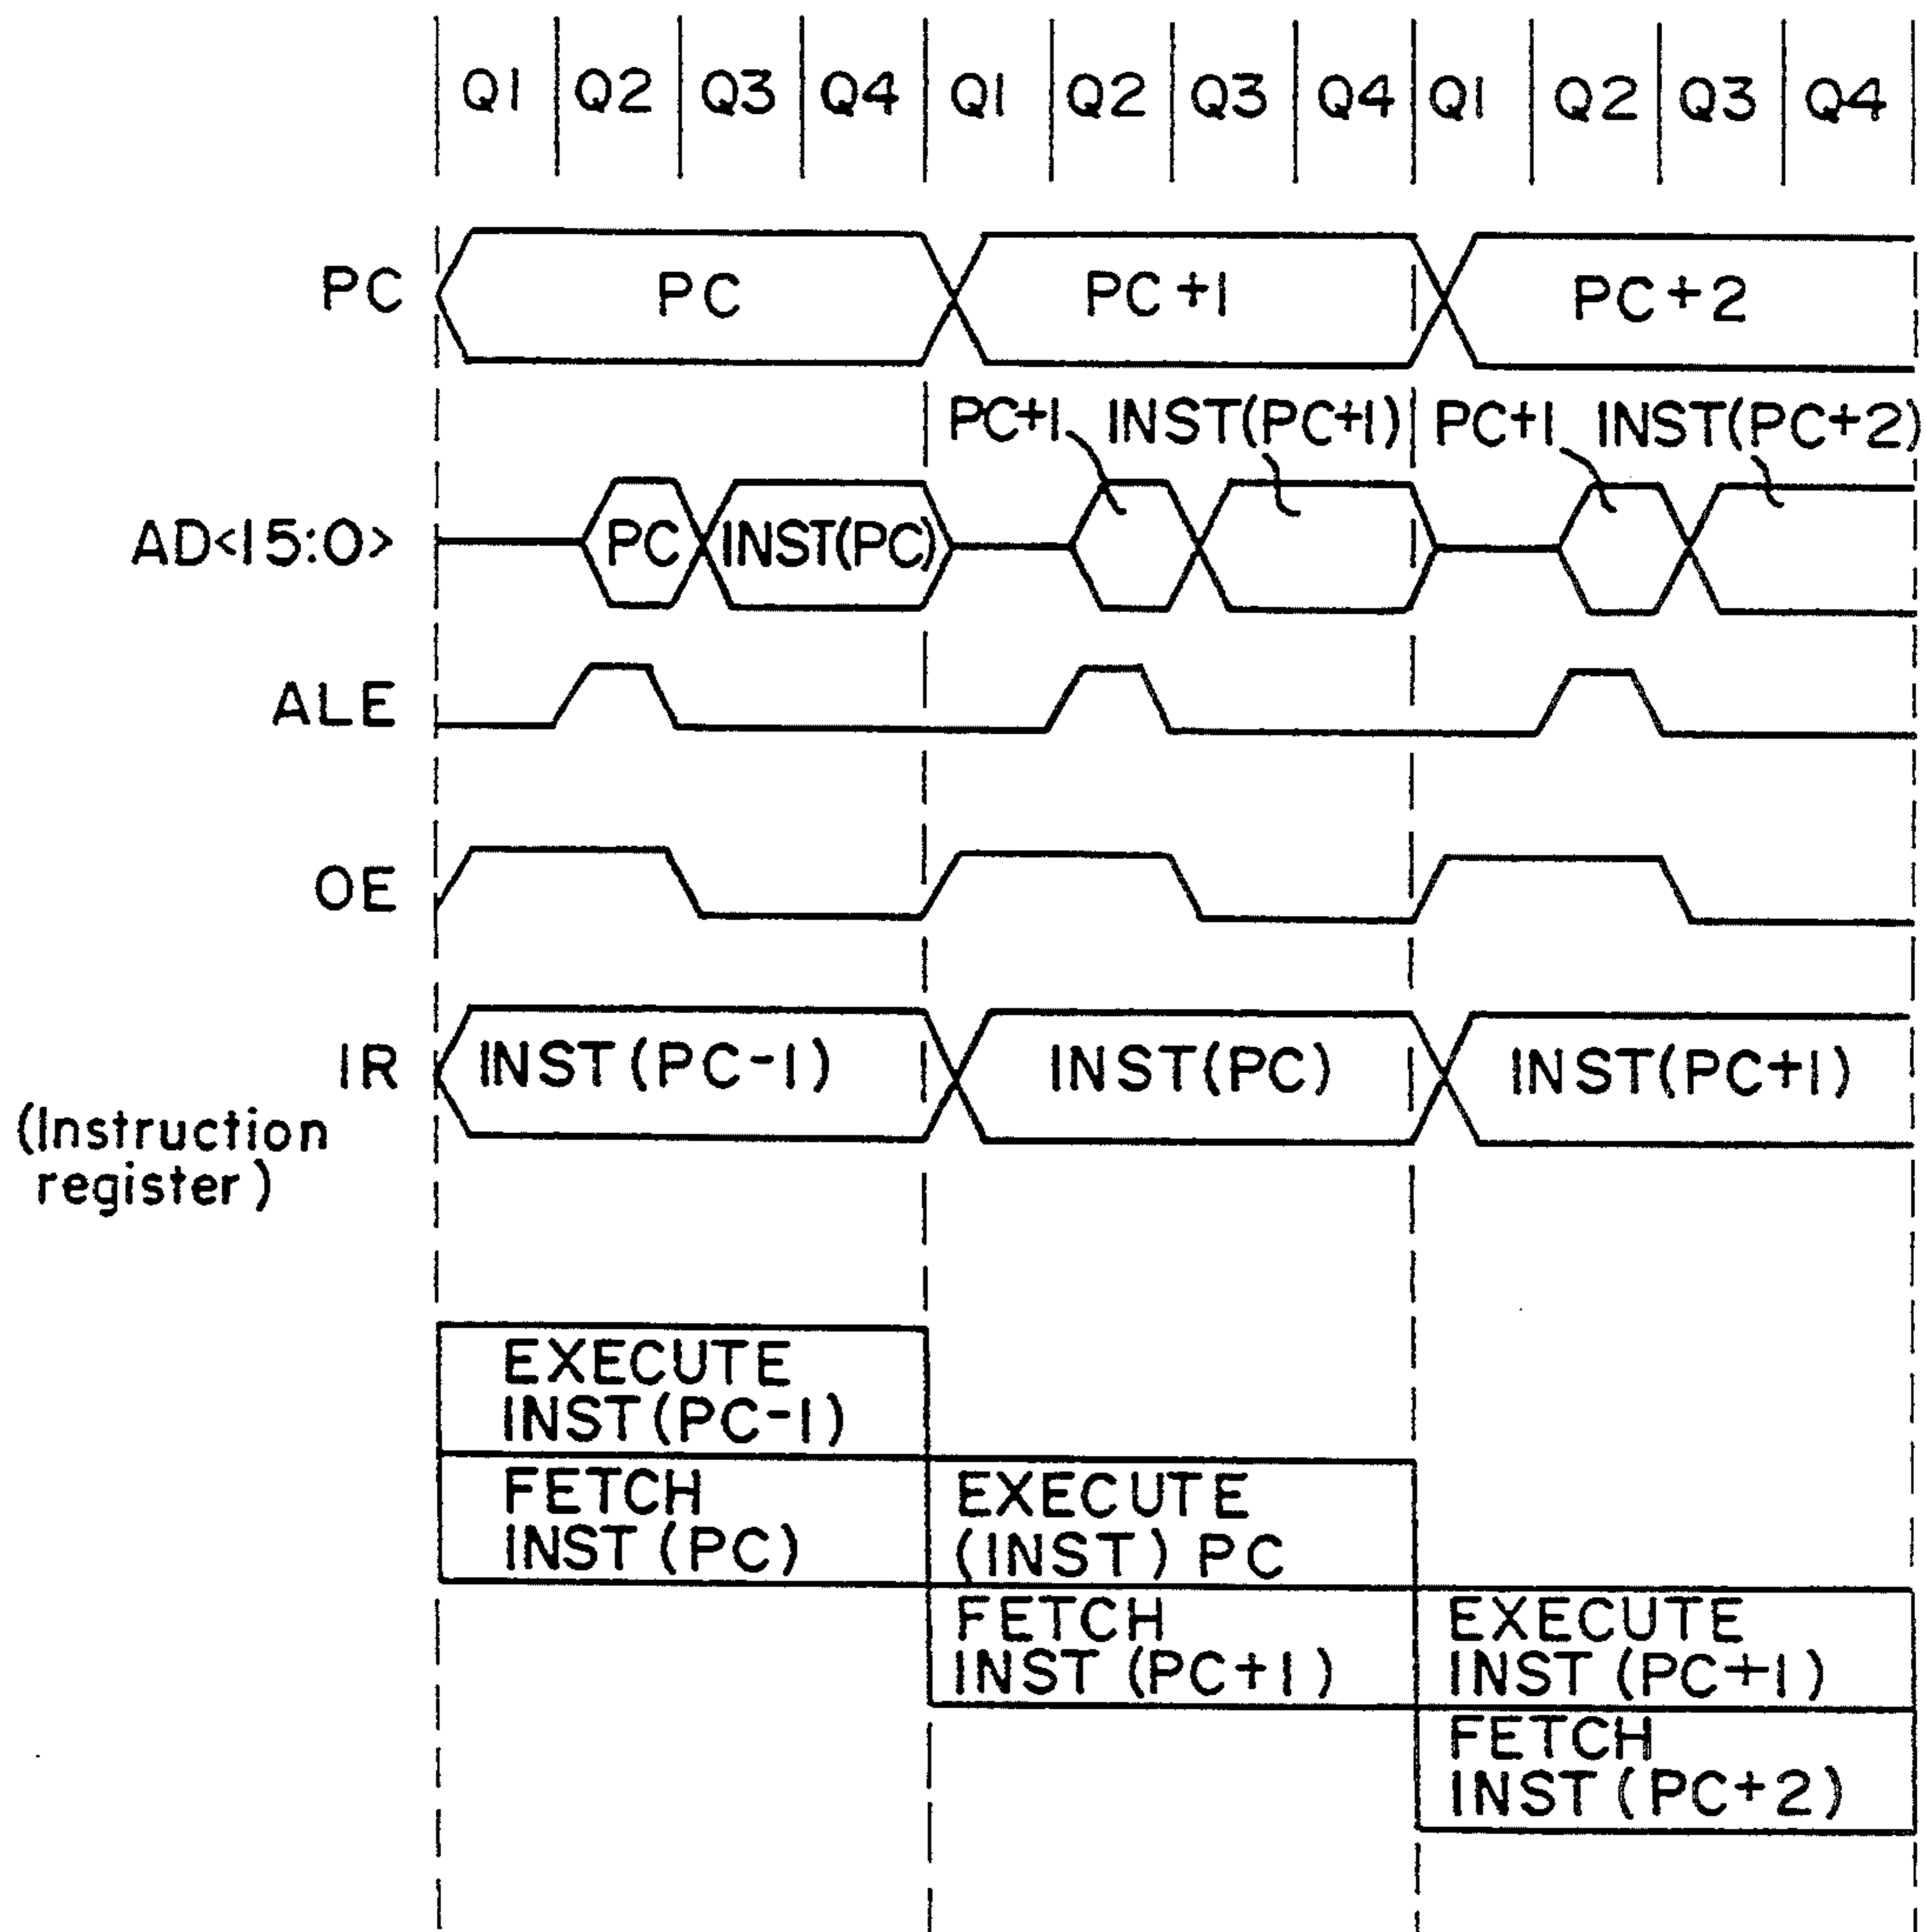 Q1 Q2 Q3 Q4 Q1 Q2 Q3 Q4 Q1 Q2 Q3 Q4
PC PC PC+1 PC+2
PC+1 INST(PC+1) PC+1 INST(PC+2)
AD<15:0> PC INST(PC)
ALE
OE
IR INST(PC-1) INST(PC) INST(PC+1)
(Instruction
register)
EXECUTE
INST(PC-1)
FETCH
INST(PC)
EXECUTE
(INST) PC
FETCH
INST (PC+1)
EXECUTE
INST (PC+1)
FETCH
INST(PC+2)